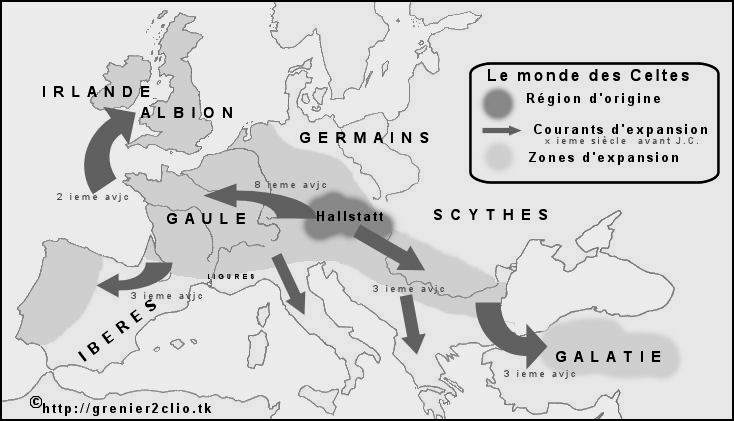 Le monde des Celtes
Région d'origine
Courants d'expansion
x ieme siècle avant J.C.
Zones d'expansion
IRLANDE
ALBION
GERMAINS
8 ieme avjc
2 ieme avjc
GAULE
Hallstatt
SCYTHES
LIGURES
3 ieme avjc
3 ieme avjc
IBERES
GALATIE
3 ieme avjc
©http://grenier2clio.tk